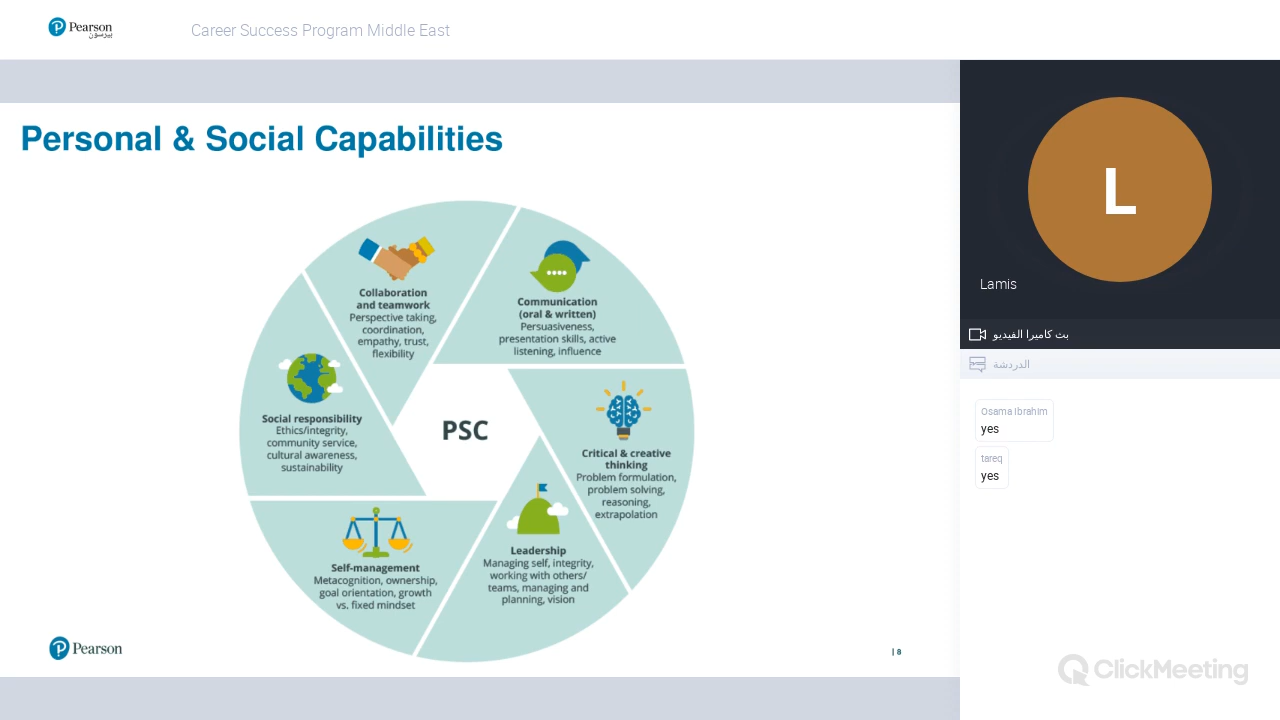 Pearson
بيرسون
Career Success Program Middle East
Personal & Social Capabilities
Collaboration
and teamwork
Perspective taking,
coordination,
empathy, trust,
flexibility
Communication
(oral & written)
Persuasiveness,
presentation skills, active
listening, influence
Social responsibility
Ethics/integrity,
community service,
cultural awareness,
sustainability
PSC
Critical & creative
thinking
Problem formulation,
problem solving,
reasoning,
extrapolation
Self-management
Metacognition, ownership,
goal orientation, growth
vs. fixed mindset
Leadership
Managing self, integrity,
working with others/
teams, managing and
planning, vision
Pearson
| 8
L
Lamis
بث كاميرا الفيديو
الدردشة
Osama ibrahim
yes
tareq
yes
ClickMeeting